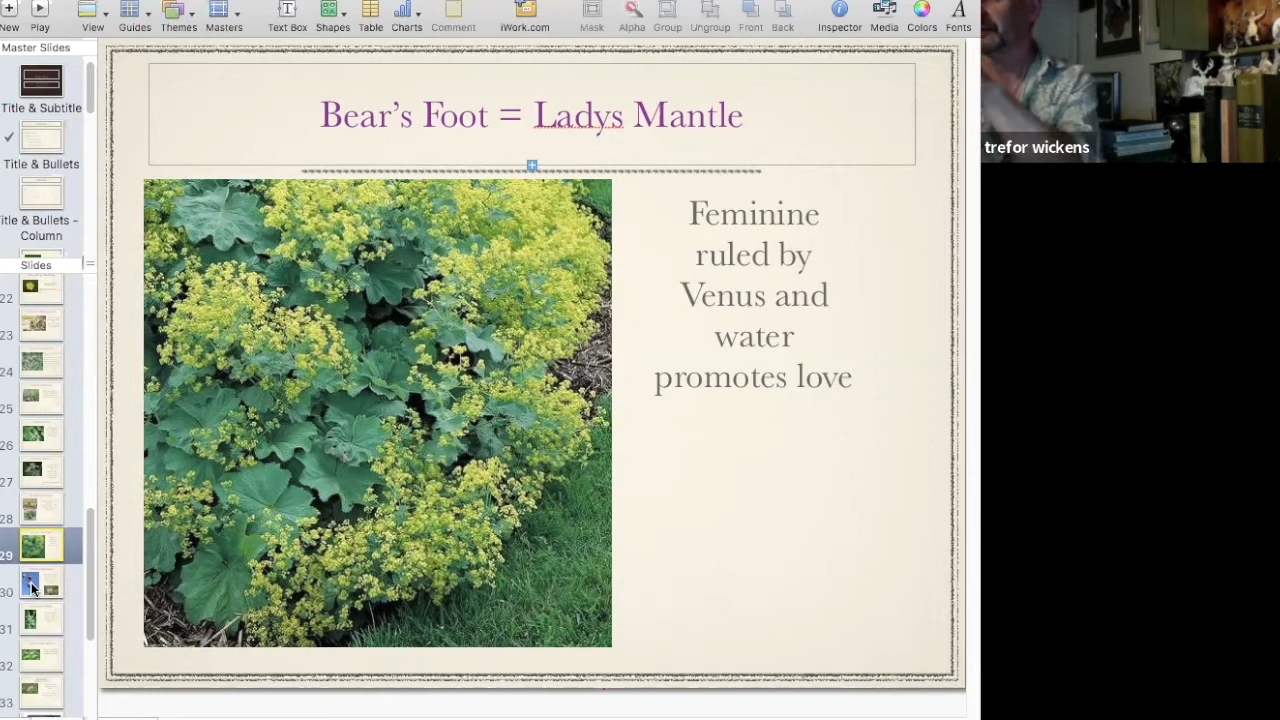 New Play View Guides Themes Masters Text Box Shapes Table Charts Comment iWork.com Mask Alpha Group Ungroup Front Back Inspector Media Colors Fonts
Master Slides
Title & Subtitle
Title & Bullets
Title & Bullets -
Column
Slides
22
23
24
25
26
27
28
29
30
31
32
33
Bear's Foot = Ladys Mantle
Feminine
ruled by
Venus and
water
promotes love
trefor wickens